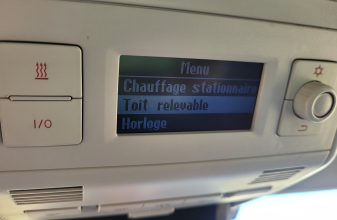 Menu
Chauffage stationnaire
Toit relevable
Horloge
I/O